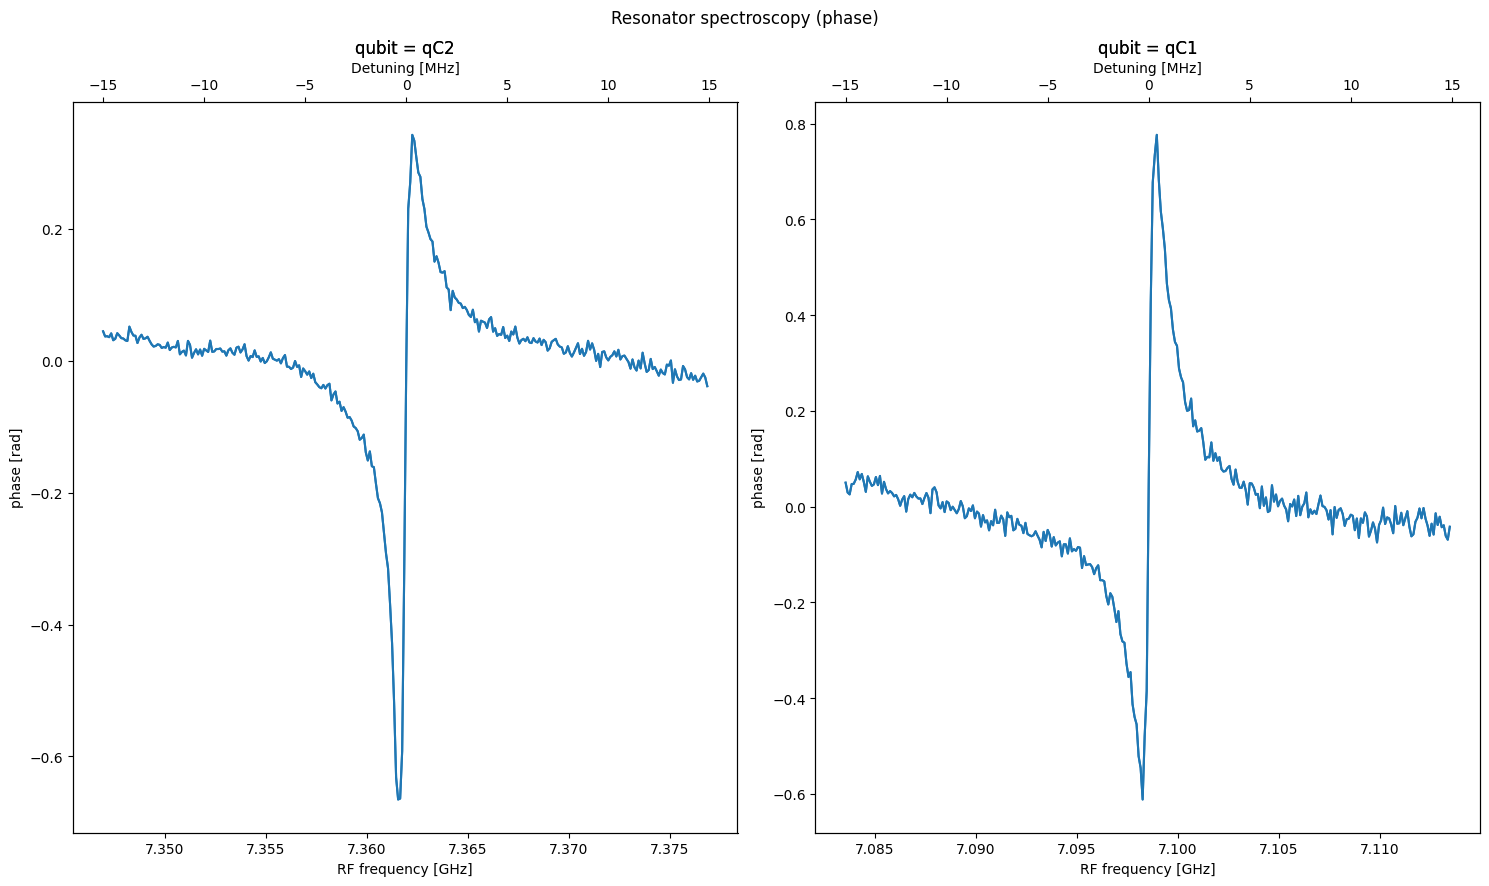 Resonator spectroscopy (phase)
qubit = qC2
Detuning [MHz]
−15 −10 −5 0 5 10 15
0.2
0.0
−0.2
−0.4
−0.6
phase [rad]
7.350 7.355 7.360 7.365 7.370 7.375
RF frequency [GHz]
qubit = qC1
Detuning [MHz]
−15 −10 −5 0 5 10 15
0.8
0.6
0.4
0.2
0.0
−0.2
−0.4
−0.6
phase [rad]
7.085 7.090 7.095 7.100 7.105 7.110
RF frequency [GHz]